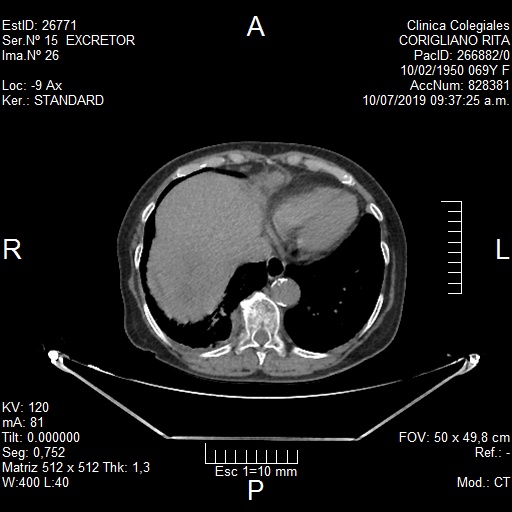 EstID: 26771
Ser.Nº 15 EXCRETOR
Ima.Nº 26
Loc: -9 Ax
Ker.: STANDARD
A
Clinica Colegiales
CORIGLIANO RITA
PacID: 266882/0
10/02/1950 069Y F
AccNum: 828381
10/07/2019 09:37:25 a.m.
R
L
KV: 120
mA: 81
Tilt: 0.000000
Seg: 0,752
Matriz 512 x 512 Thk: 1,3
W:400 L:40
Esc 1=10 mm
P
FOV: 50 x 49,8 cm
Ref.: -
Mod.: CT